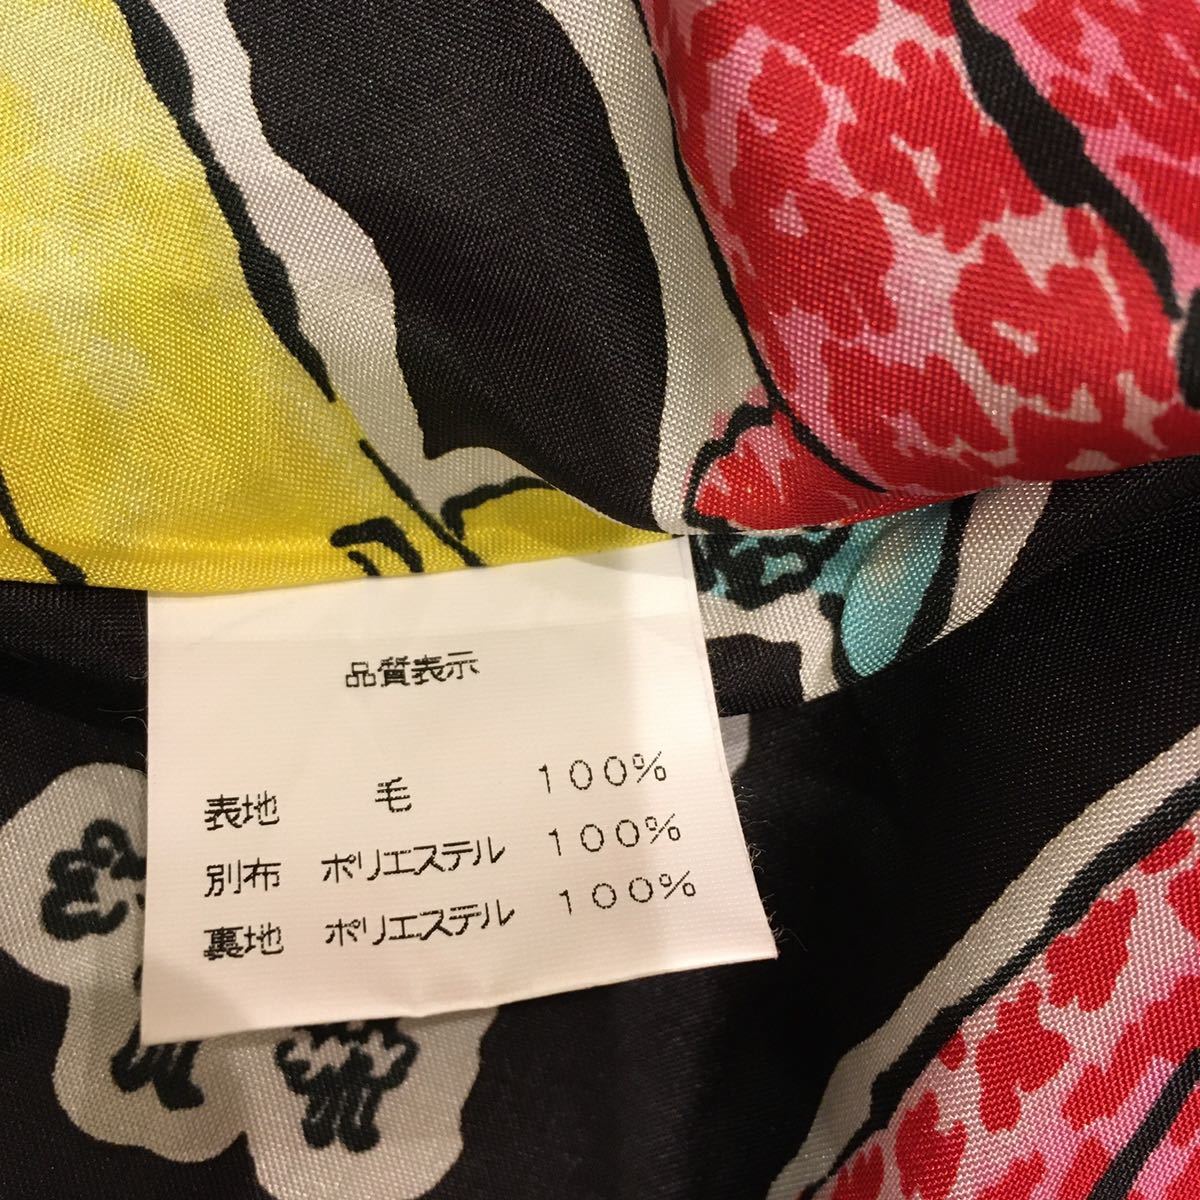 品質表示
表地 毛 100%
別布 ポリエステル 100%
裏地 ポリエステル 100%